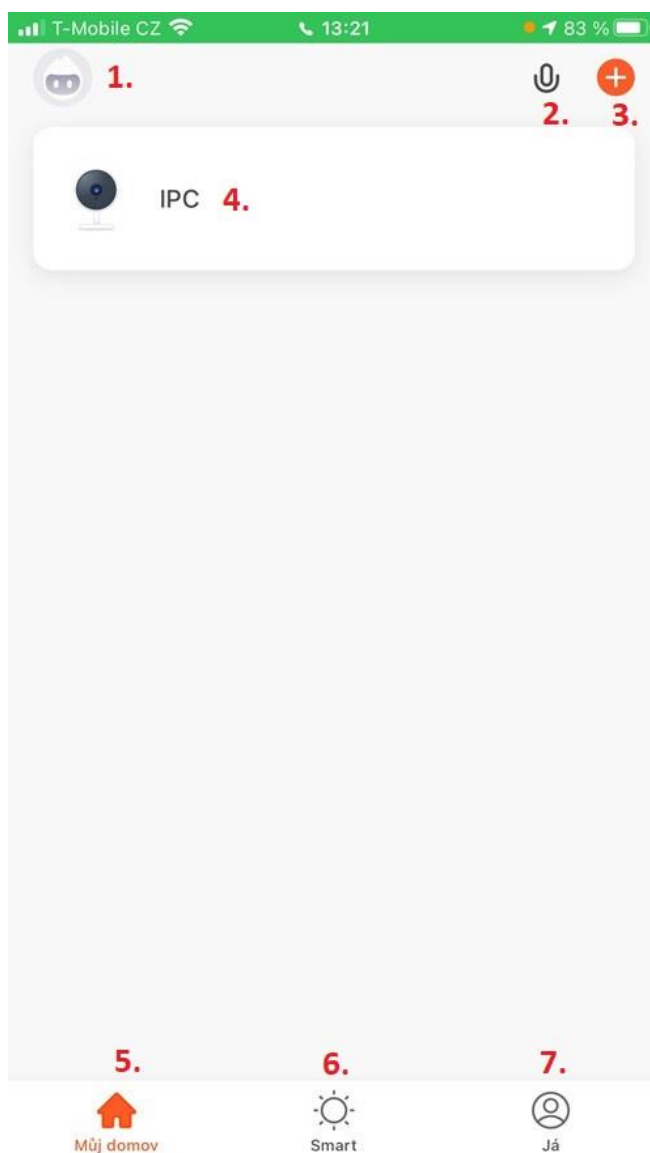 T-Mobile CZ 13:21 83 %
1.
2. 3.
IPC 4.
5. 6. 7.
Můj domov Smart Já